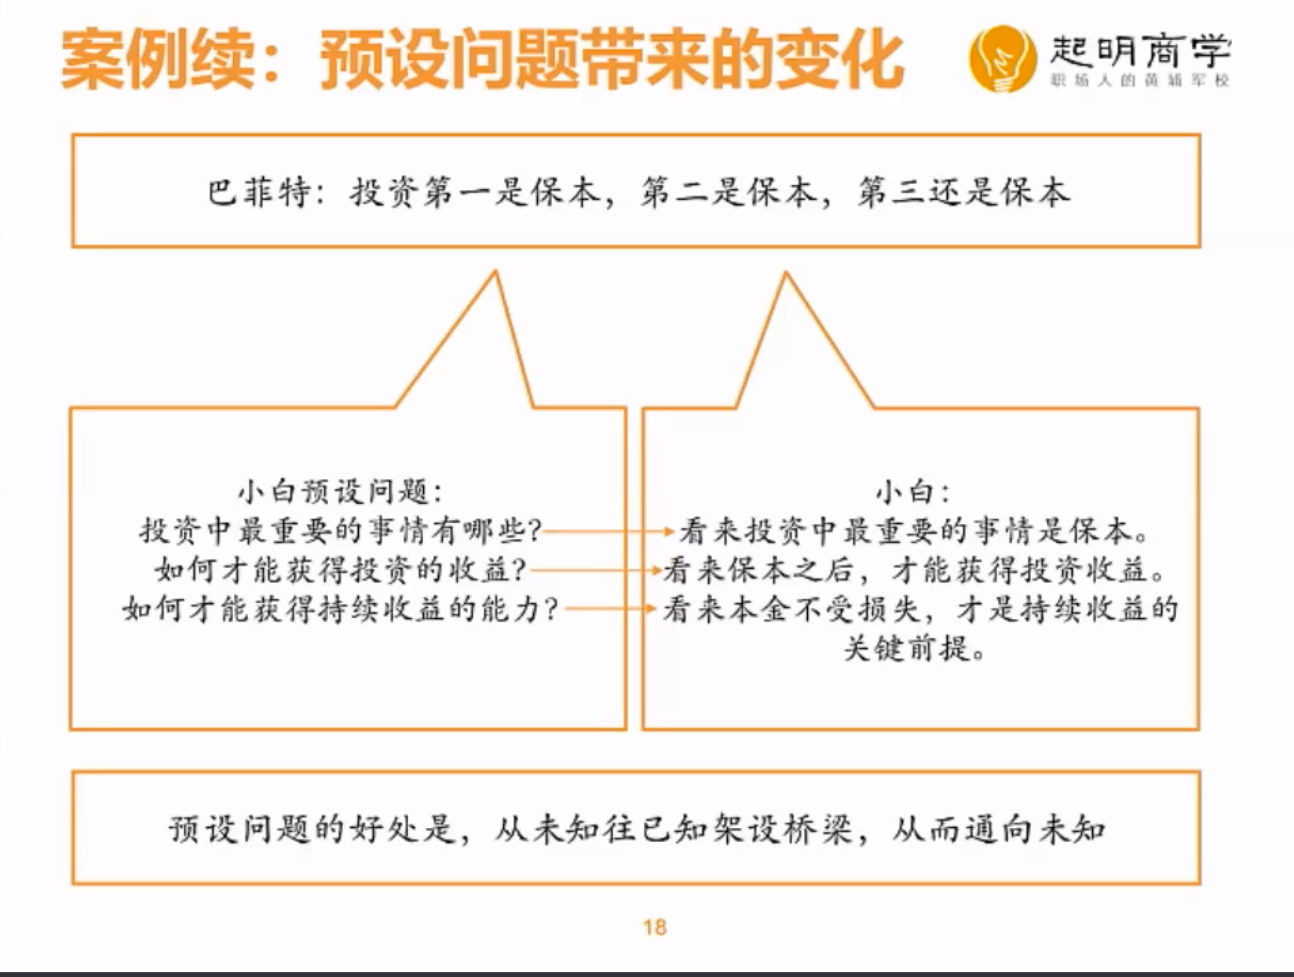 案例续：预设问题带来的变化
起明商学
职场人的黄埔军校
巴菲特：投资第一是保本，第二是保本，第三还是保本
小白预设问题：
投资中最重要的事情有哪些？
如何才能获得投资的收益？
如何才能获得持续收益的能力？
小白：
看来投资中最重要的事情是保本。
看来保本之后，才能获得投资收益。
看来本金不受损失，才是持续收益的
关键前提。
预设问题的好处是，从未知往已知架设桥梁，从而通向未知
18